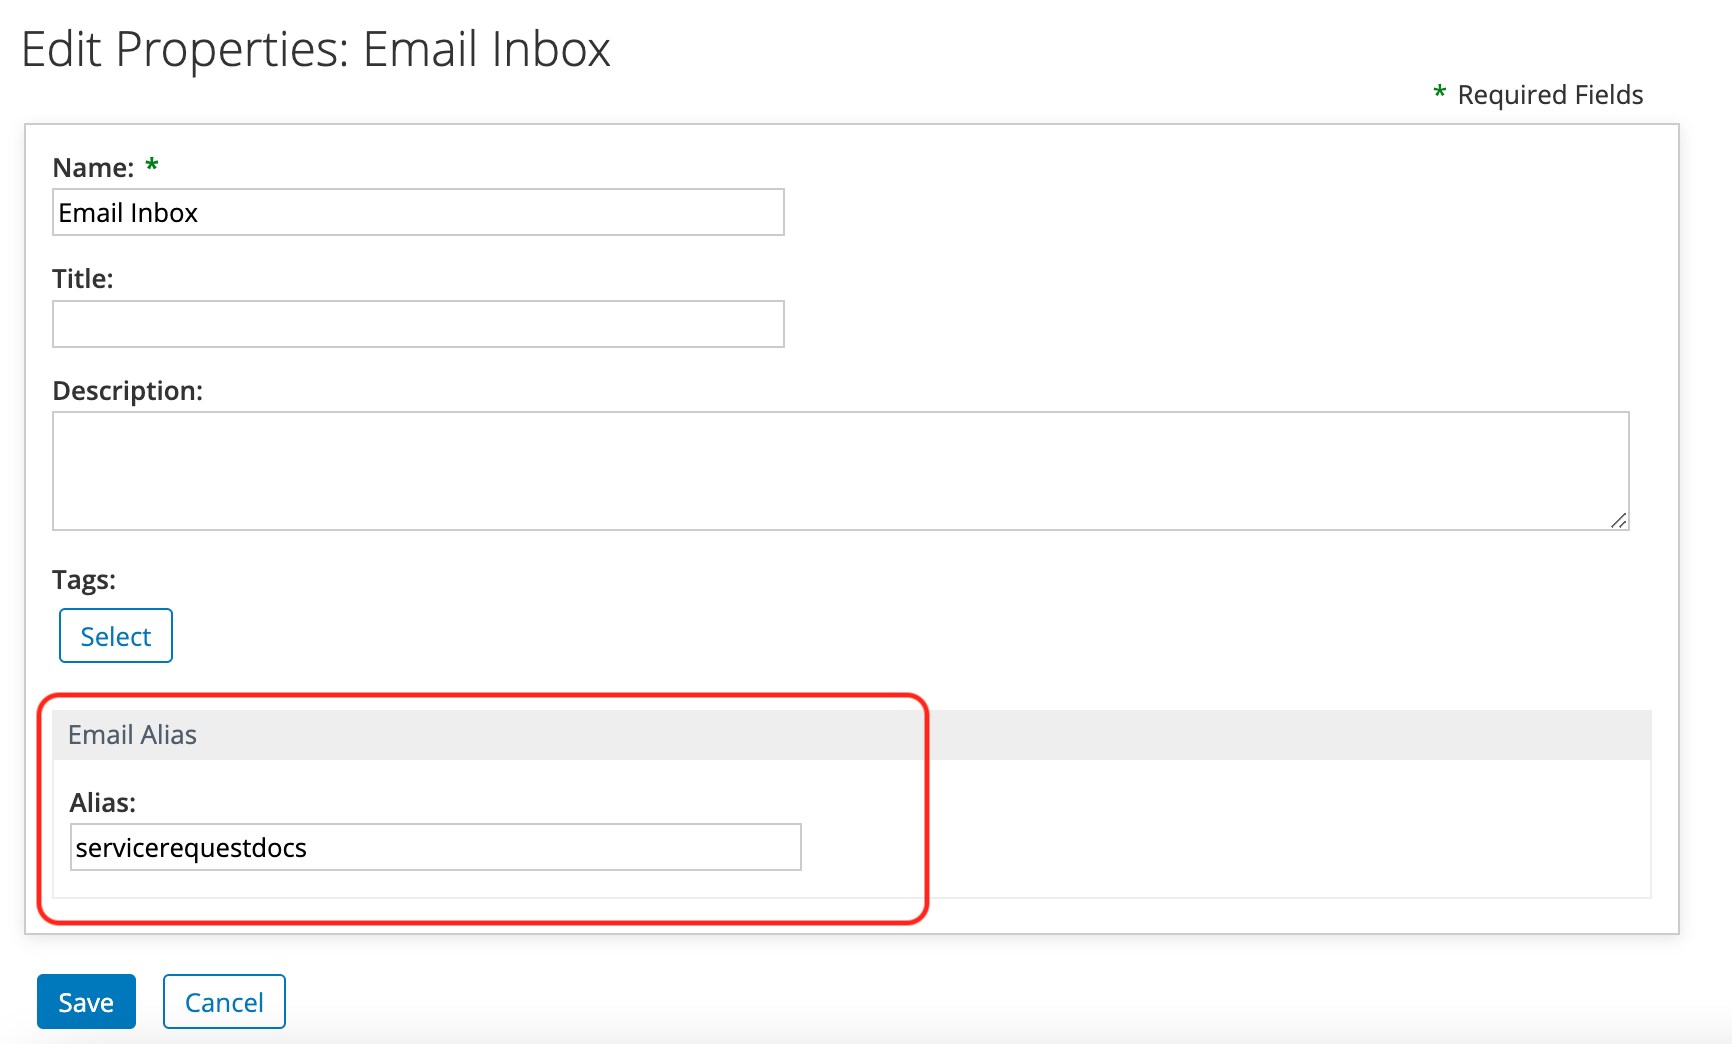 Edit Properties: Email Inbox
* Required Fields
Name: *
Email Inbox
Title:
Description:
Tags:
Select
Email Alias
Alias:
servicerequestdocs
Save Cancel